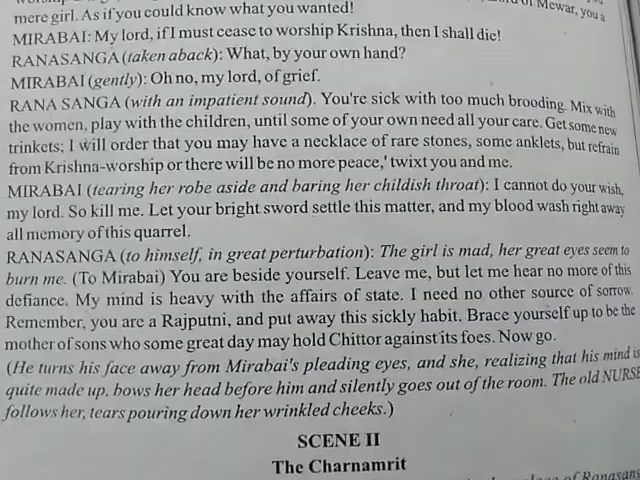 mere girl. As if you could know what you wanted!
of Mewar, you a
MIRABAI: My lord, if I must cease to worship Krishna, then I shall die!
RANASANGA (taken aback): What, by your own hand?
MIRABAI (gently): Oh no, my lord, of grief.
RANA SANGA (with an impatient sound). You're sick with too much brooding. Mix with
the women, play with the children, until some of your own need all your care. Get some new
trinkets; I will order that you may have a necklace of rare stones, some anklets, but refrain
from Krishna-worship or there will be no more peace,' twixt you and me.
MIRABAI (tearing her robe aside and baring her childish throat): I cannot do your wish,
my lord. So kill me. Let your bright sword settle this matter, and my blood wash right away
all memory of this quarrel.
RANASANGA (to himself, in great perturbation): The girl is mad, her great eyes seem to
burn me. (To Mirabai) You are beside yourself. Leave me, but let me hear no more of this
defiance. My mind is heavy with the affairs of state. I need no other source of sorrow.
Remember, you are a Rajputni, and put away this sickly habit. Brace yourself up to be the
mother of sons who some great day may hold Chittor against its foes. Now go.
(He turns his face away from Mirabai's pleading eyes, and she, realizing that his mind is
quite made up, bows her head before him and silently goes out of the room. The old NURSE
follows her, tears pouring down her wrinkled cheeks.)
SCENE II
The Charnamrit
of Ranasang